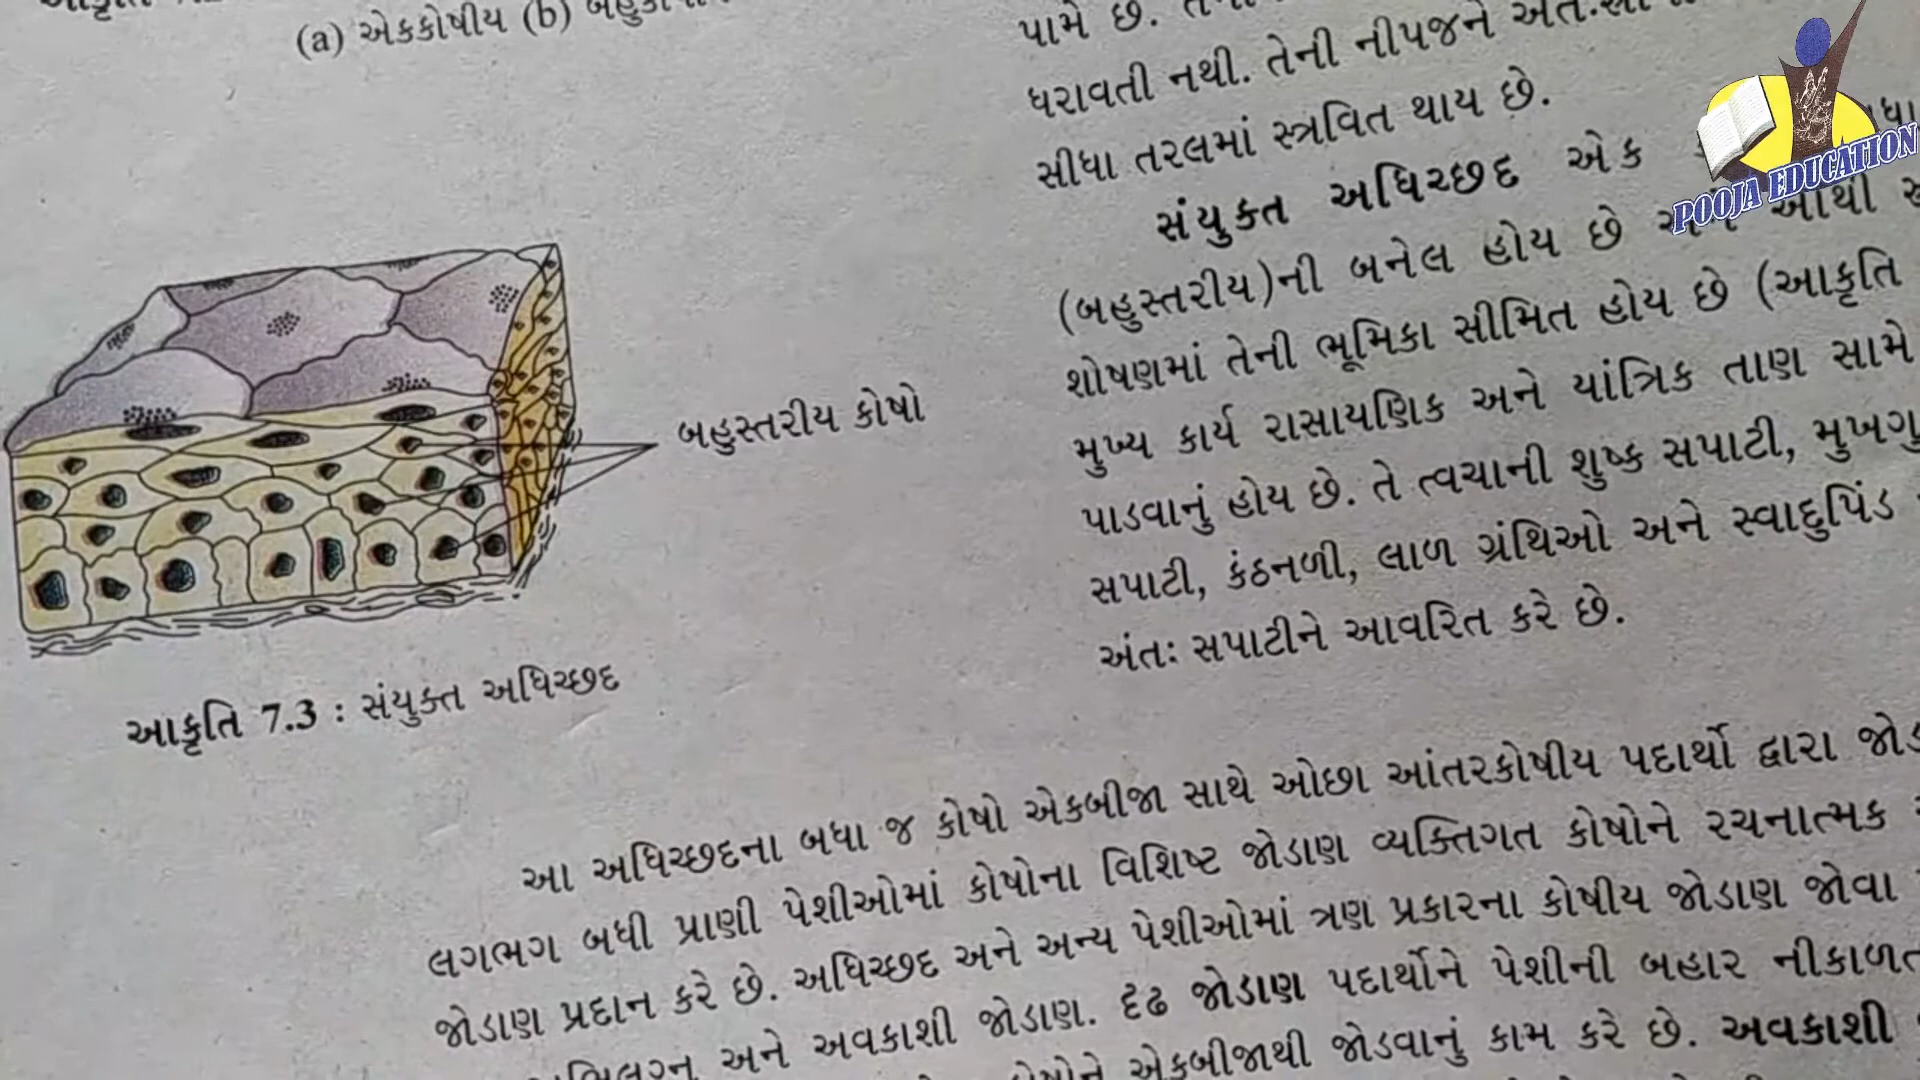 (a) એકકોષીય (b)
પામે છે.
ધરાવતી નથી. તેની નીપજને
સીધા તરલમાં સ્ત્રવિત થાય છે.
સંયુક્ત અધિચ્છદ એક
(બહુસ્તરીય)ની બનેલ હોય છે
શોષણમાં તેની ભૂમિકા સીમિત હોય છે (આકૃતિ
મુખ્ય કાર્ય રાસાયણિક અને યાંત્રિક તાણ સામે
પાડવાનું હોય છે. તે ત્વચાની શુષ્ક સપાટી,
સપાટી, કંઠનળી, લાળ ગ્રંથિઓ અને સ્વાદુપિંડ
અંતઃ સપાટીને આવરિત કરે છે.
POOJA EDUCATION
બહુસ્તરીય કોષો
આકૃતિ 7.3 : સંયુક્ત અધિચ્છદ
આ અધિચ્છદના બધા જ કોષો એકબીજા સાથે ઓછા આંતરકોષીય પદાર્થો દ્વારા
લગભગ બધી પ્રાણી પેશીઓમાં કોષોના વિશિષ્ટ જોડાણ વ્યક્તિગત કોષોને રચનાત્મક
જોડાણ પ્રદાન કરે છે. અધિચ્છદ અને અન્ય પેશીઓમાં ત્રણ પ્રકારના કોષીય જોડાણ જોવા
અને અવકાશી જોડાણ. દૃઢ જોડાણ પદાર્થોને પેશીની બહાર
એકબીજાથી જોડવાનું કામ કરે છે. અવકાશી